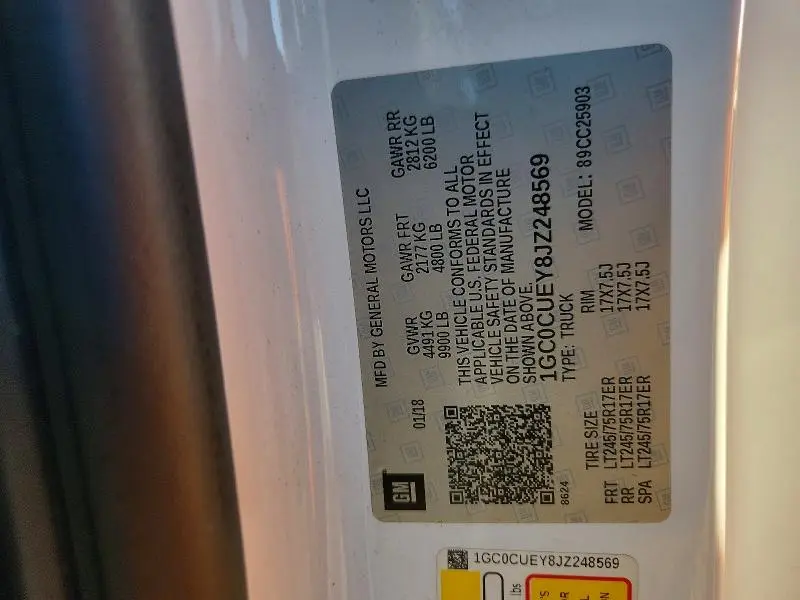 GM
MFD BY GENERAL MOTORS LLC
01/18 GVWR GAWR FRT GAWR RR
4491 KG 2177 KG 2812 KG
9900 LB 4800 LB 6200 LB
THIS VEHICLE CONFORMS TO ALL
APPLICABLE U.S. FEDERAL MOTOR
VEHICLE SAFETY STANDARDS IN EFFECT
ON THE DATE OF MANUFACTURE
SHOWN ABOVE.
1GC0CUEY8JZ248569
8624 TYPE: TRUCK MODEL: 89CC25903
TIRE SIZE RIM
FRT LT245/75R17ER 17X7.5J
RR LT245/75R17ER 17X7.5J
SPA LT245/75R17ER 17X7.5J
1GC0CUEY8JZ248569
lbs